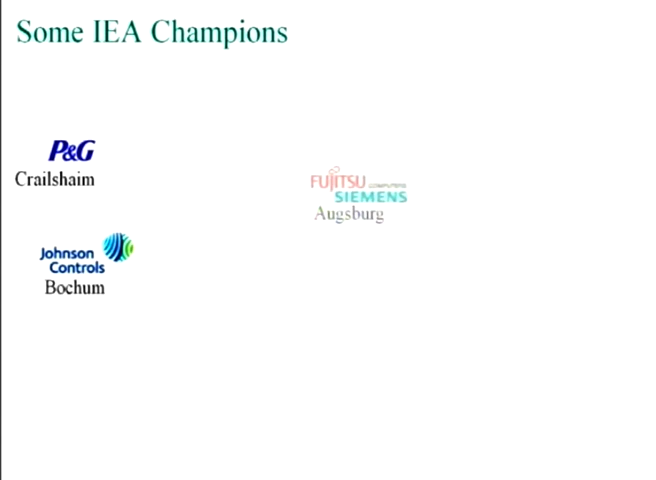 Some IEA Champions
P&G
Crailshaim
FUJITSU COMPUTERS
SIEMENS
Augsburg
Johnson
Controls
Bochum